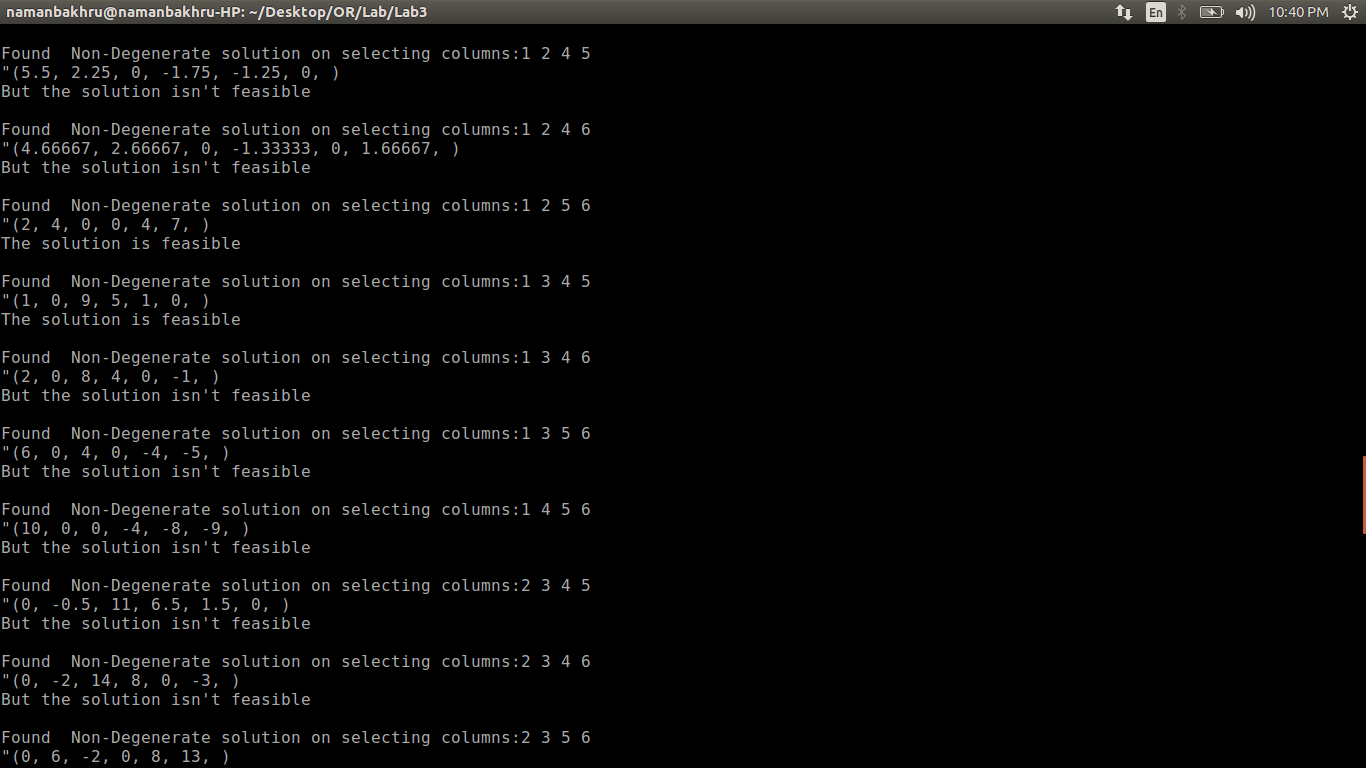 namanbakhru@namanbakhru-HP: ~/Desktop/OR/Lab/Lab3 En 10:40 PM
Found  Non-Degenerate solution on selecting columns:1 2 4 5
"(5.5, 2.25, 0, -1.75, -1.25, 0, )
But the solution isn't feasible
Found  Non-Degenerate solution on selecting columns:1 2 4 6
"(4.66667, 2.66667, 0, -1.33333, 0, 1.66667, )
But the solution isn't feasible
Found  Non-Degenerate solution on selecting columns:1 2 5 6
"(2, 4, 0, 0, 4, 7, )
The solution is feasible
Found  Non-Degenerate solution on selecting columns:1 3 4 5
"(1, 0, 9, 5, 1, 0, )
The solution is feasible
Found  Non-Degenerate solution on selecting columns:1 3 4 6
"(2, 0, 8, 4, 0, -1, )
But the solution isn't feasible
Found  Non-Degenerate solution on selecting columns:1 3 5 6
"(6, 0, 4, 0, -4, -5, )
But the solution isn't feasible
Found  Non-Degenerate solution on selecting columns:1 4 5 6
"(10, 0, 0, -4, -8, -9, )
But the solution isn't feasible
Found  Non-Degenerate solution on selecting columns:2 3 4 5
"(0, -0.5, 11, 6.5, 1.5, 0, )
But the solution isn't feasible
Found  Non-Degenerate solution on selecting columns:2 3 4 6
"(0, -2, 14, 8, 0, -3, )
But the solution isn't feasible
Found  Non-Degenerate solution on selecting columns:2 3 5 6
"(0, 6, -2, 0, 8, 13, )